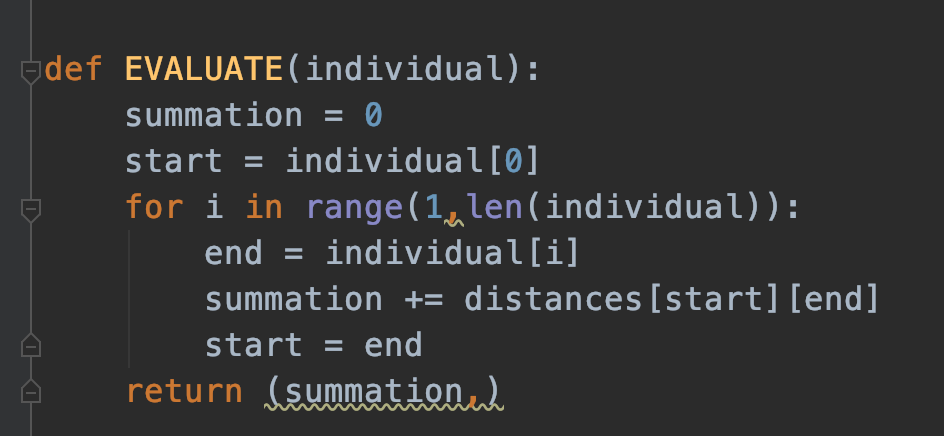 def EVALUATE(individual):
    summation = 0
    start = individual[0]
    for i in range(1,len(individual)):
        end = individual[i]
        summation += distances[start][end]
        start = end
    return (summation,)